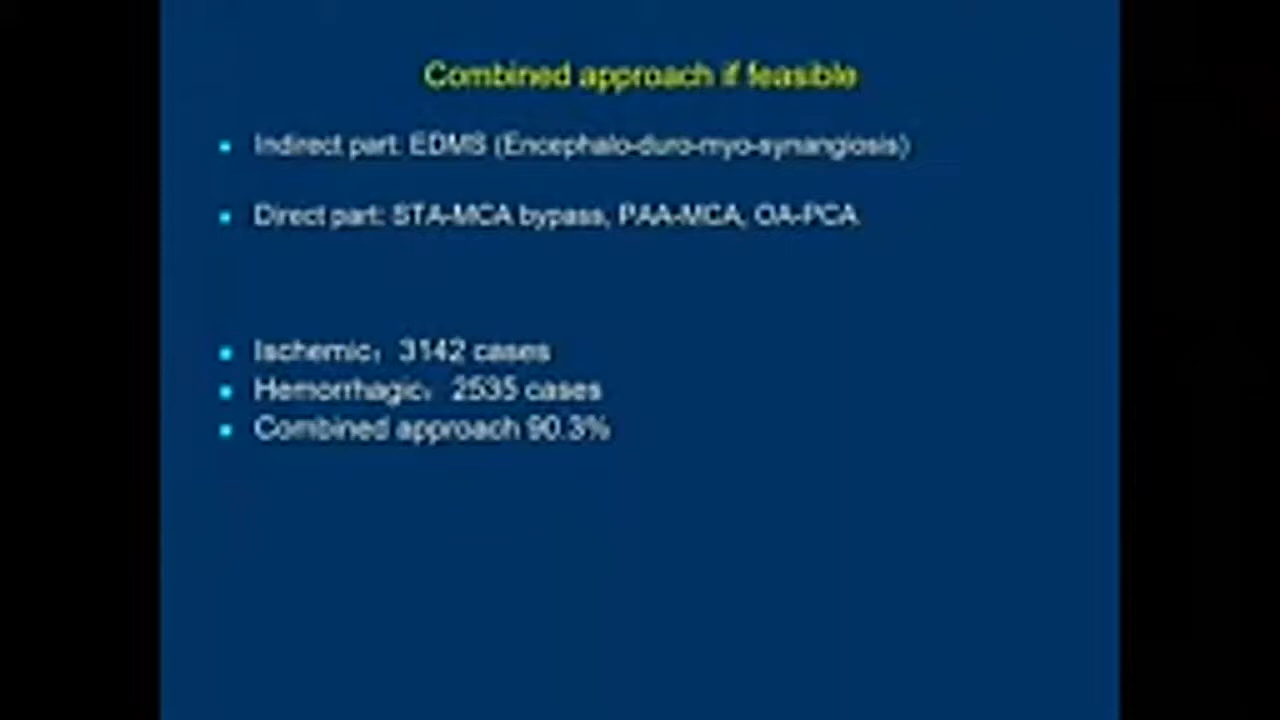 Combined approach if feasible
Indirect part: EDMS (Encephalo-duro-myo-synangiosis)
Direct part: STA-MCA bypass, PAA-MCA, OA-PCA
Ischemic: 3142 cases
Hemorrhagic: 2535 cases
Combined approach 90.3%